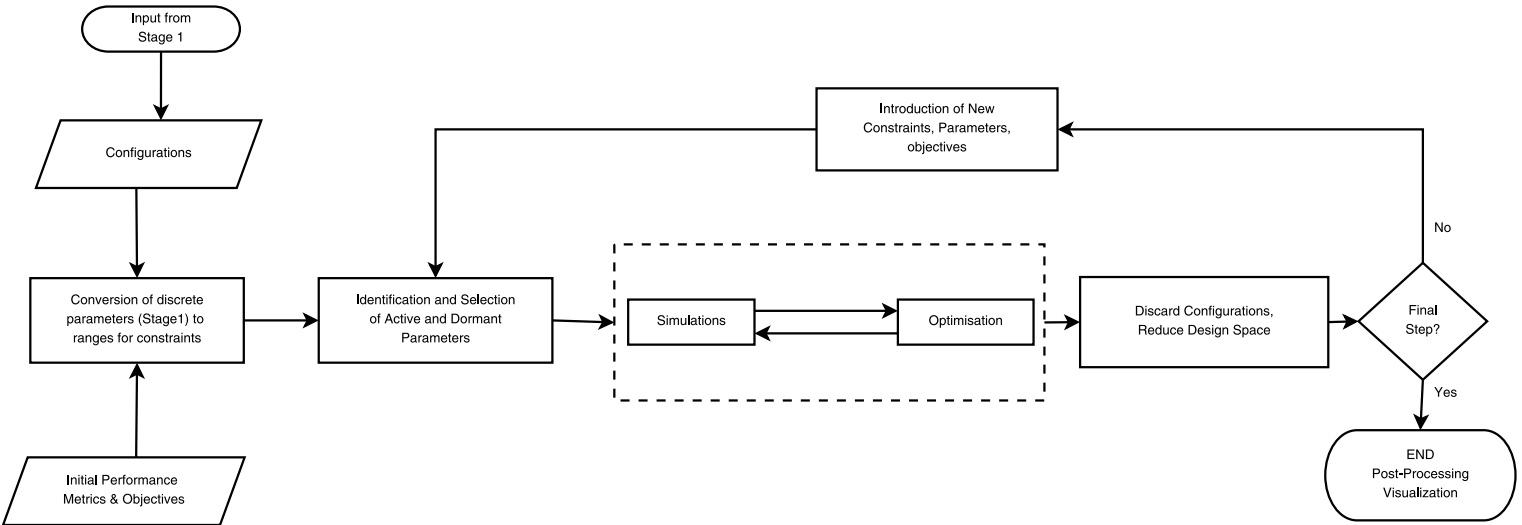 Input from
Stage 1
Configurations
Conversion of discrete
parameters (Stage1) to
ranges for constraints
Initial Performance
Metrics & Objectives
Identification and Selection
of Active and Dormant
Parameters
Introduction of New
Constraints, Parameters,
objectives
Simulations
Optimisation
Discard Configurations,
Reduce Design Space
Final
Step?
No
Yes
END
Post-Processing
Visualization